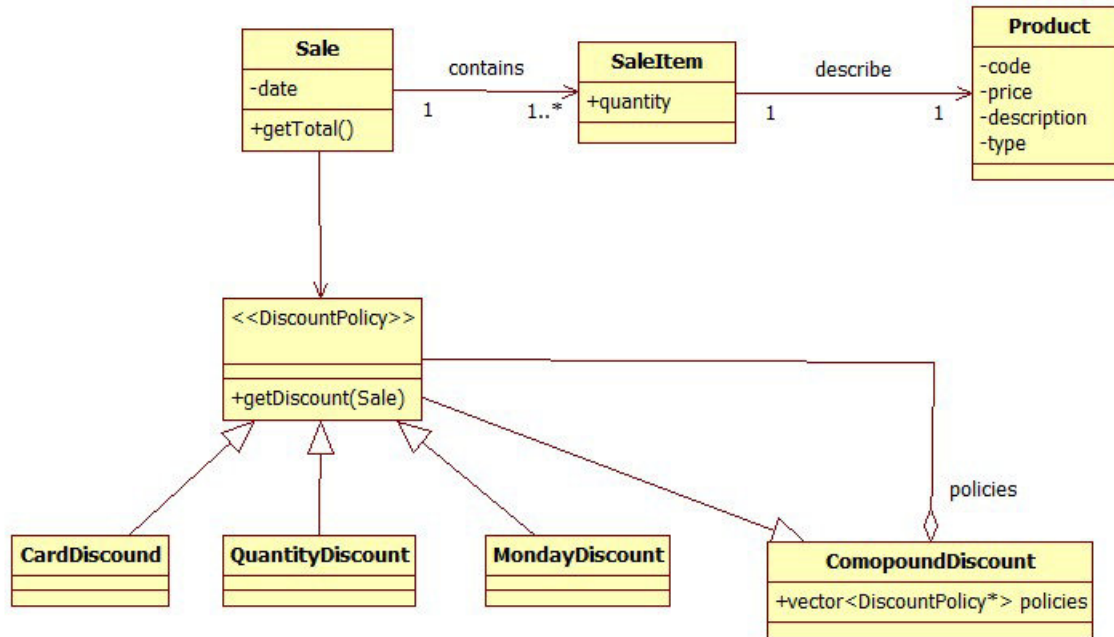 Sale
-date
+getTotal()
contains
1
1..*
SaleItem
+quantity
describe
1
1
Product
-code
-price
-description
-type
<<DiscountPolicy>>
+getDiscount(Sale)
policies
CardDiscound
QuantityDiscount
MondayDiscount
ComopoundDiscount
+vector<DiscountPolicy*> policies